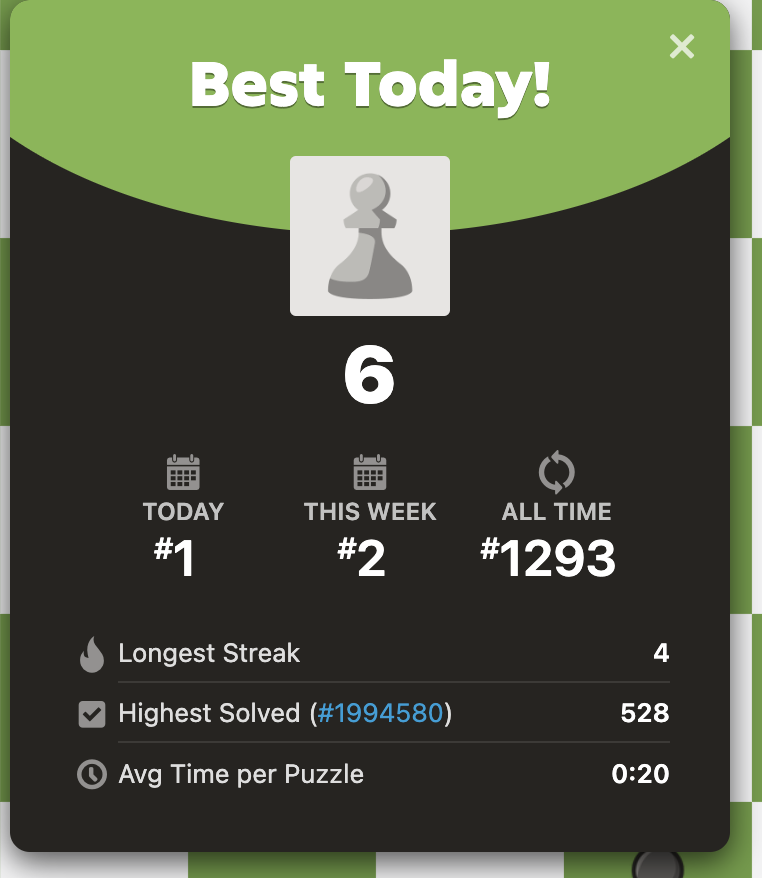 Best Today!
6
TODAY THIS WEEK ALL TIME
#1 #2 #1293
Longest Streak 4
Highest Solved (#1994580) 528
Avg Time per Puzzle 0:20